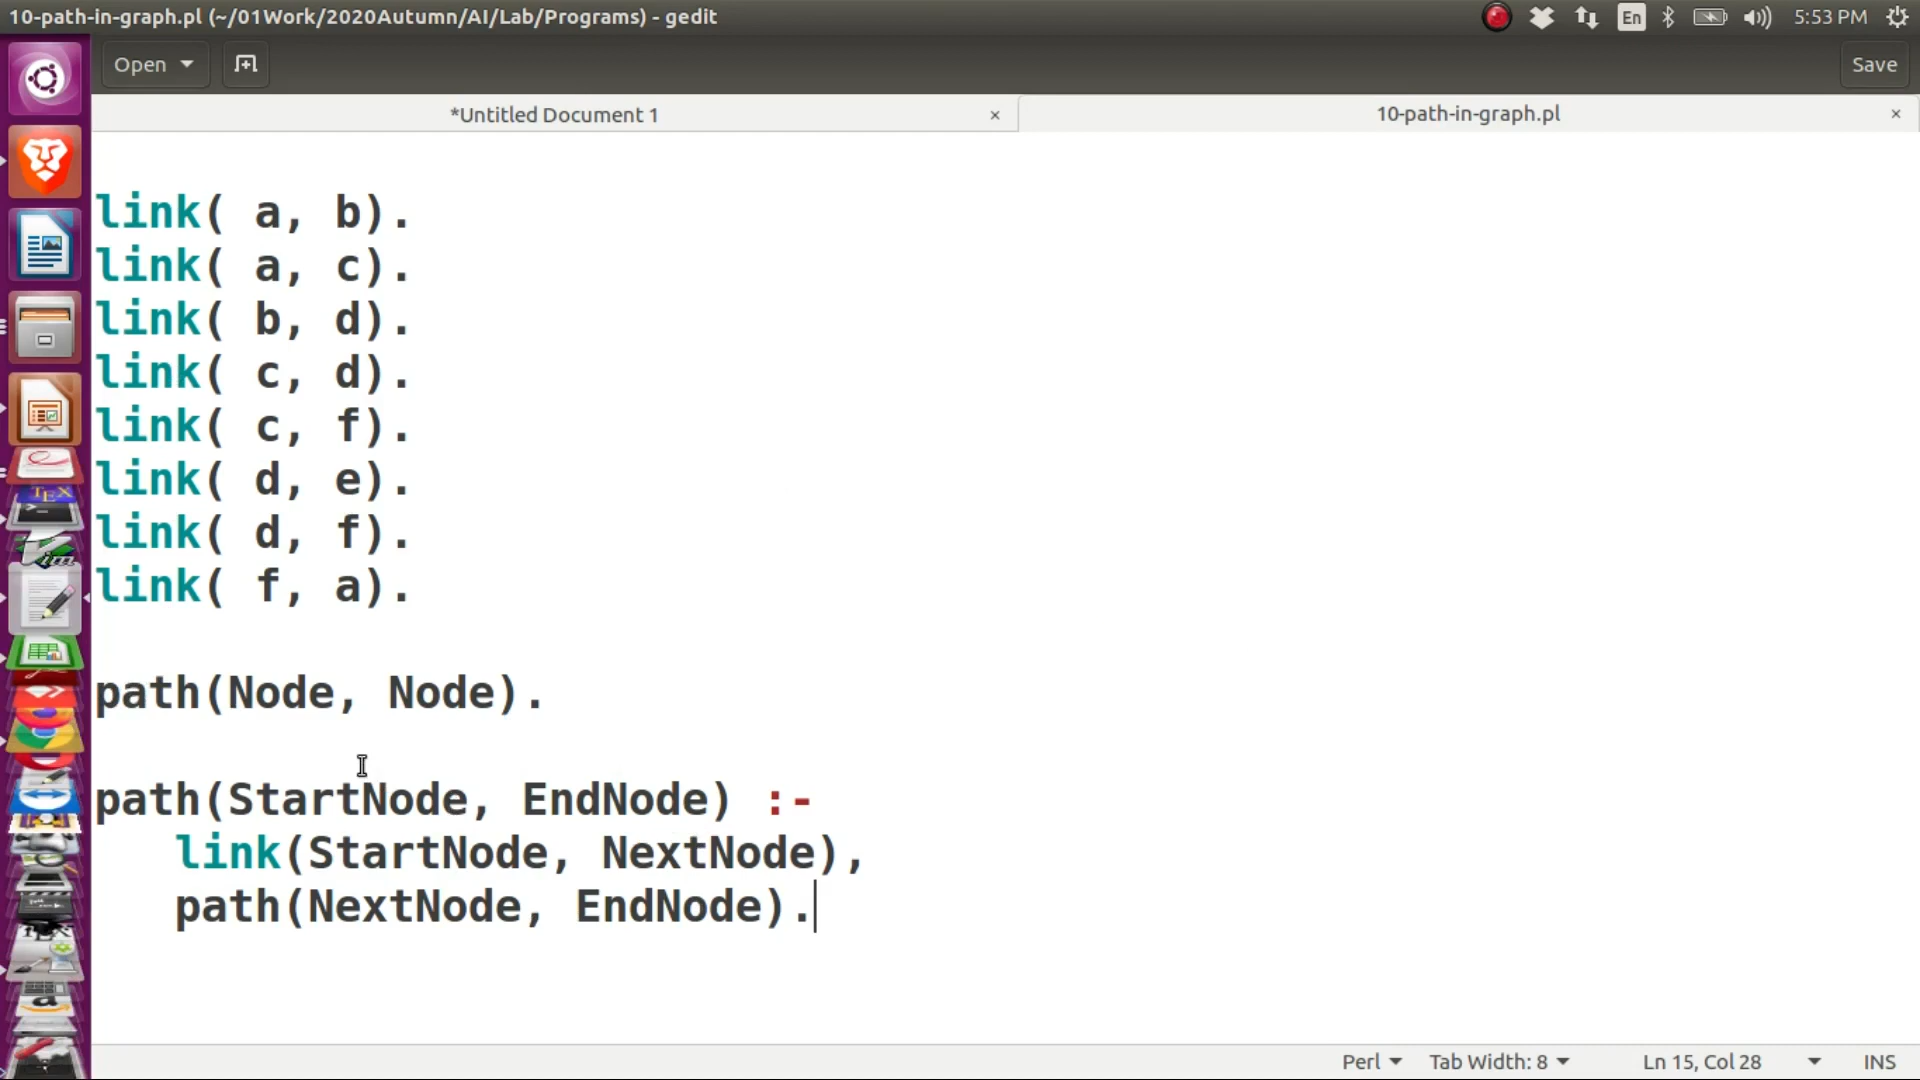 10-path-in-graph.pl (~/01Work/2020Autumn/AI/Lab/Programs) - gedit
En
5:53 PM
Open
Save
*Untitled Document 1
10-path-in-graph.pl
link( a, b).
link( a, c).
link( b, d).
link( c, d).
link( c, f).
link( d, e).
link( d, f).
link( f, a).
path(Node, Node).
path(StartNode, EndNode) :-
link(StartNode, NextNode),
path(NextNode, EndNode).
Perl
Tab Width: 8
Ln 15, Col 28
INS